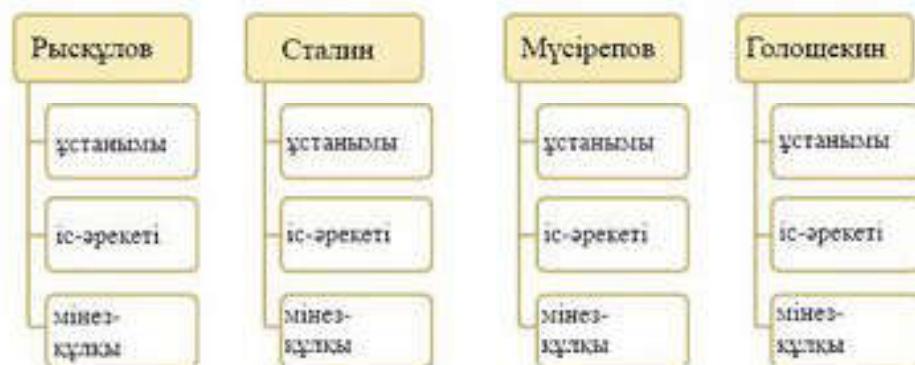 Рысқұлов Сталин Мүсірепов Голощекин
ұстанымы ұстанымы ұстанымы ұстанымы
іс-әрекеті іс-әрекеті іс-әрекеті іс-әрекеті
мінез- мінез- мінез- мінез-
құлқы құлқы құлқы құлқы